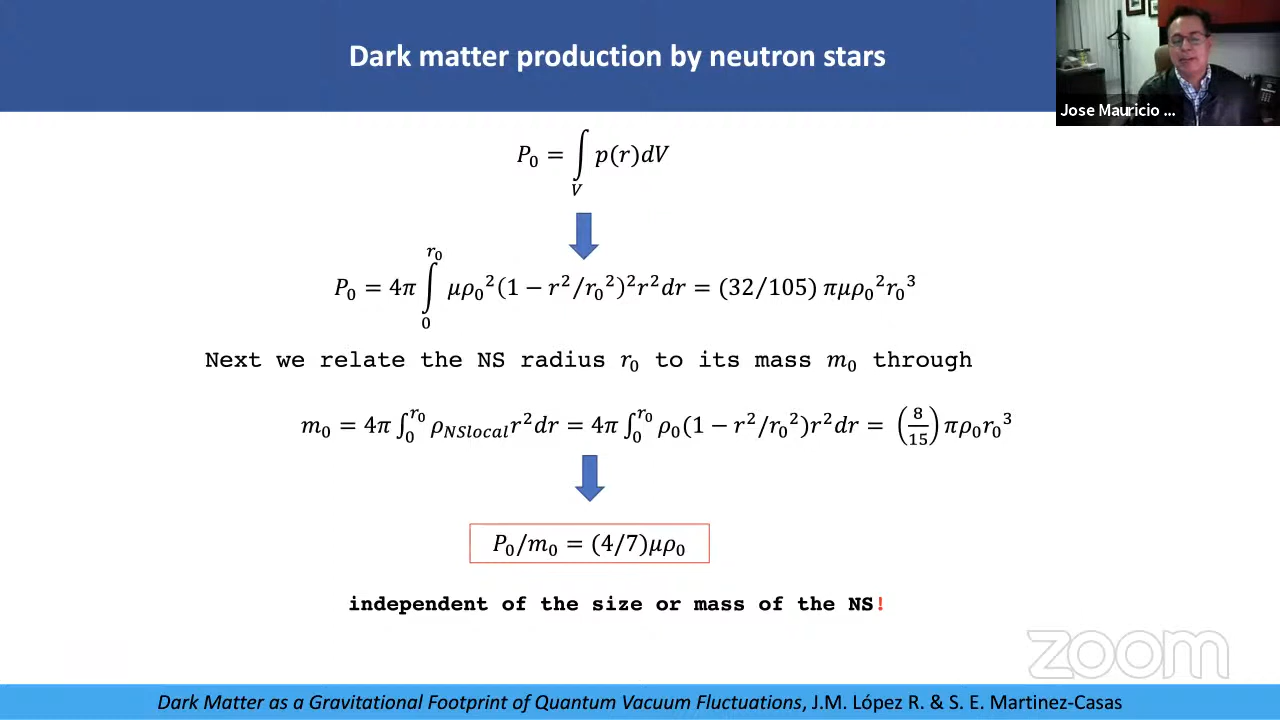 Dark matter production by neutron stars
Jose Mauricio ...
P₀ = ∫_V p(r)dV
P₀ = 4π ∫₀^{r₀} μρ₀²(1 − r²/r₀²)²r²dr = (32/105) πμρ₀²r₀³
Next we relate the NS radius r₀ to its mass m₀ through
m₀ = 4π ∫₀^{r₀} ρ_{NSlocal}r²dr = 4π ∫₀^{r₀} ρ₀(1 − r²/r₀²)r²dr = (8/15) πρ₀r₀³
P₀/m₀ = (4/7)μρ₀
independent of the size or mass of the NS!
zoom
Dark Matter as a Gravitational Footprint of Quantum Vacuum Fluctuations, J.M. López R. & S. E. Martinez-Casas